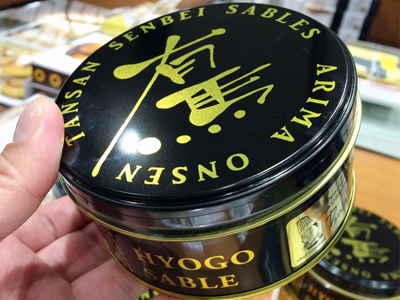 TANSAN SENBEI SABLES ARIMA ONSEN
有馬
HYOGO
SABLE